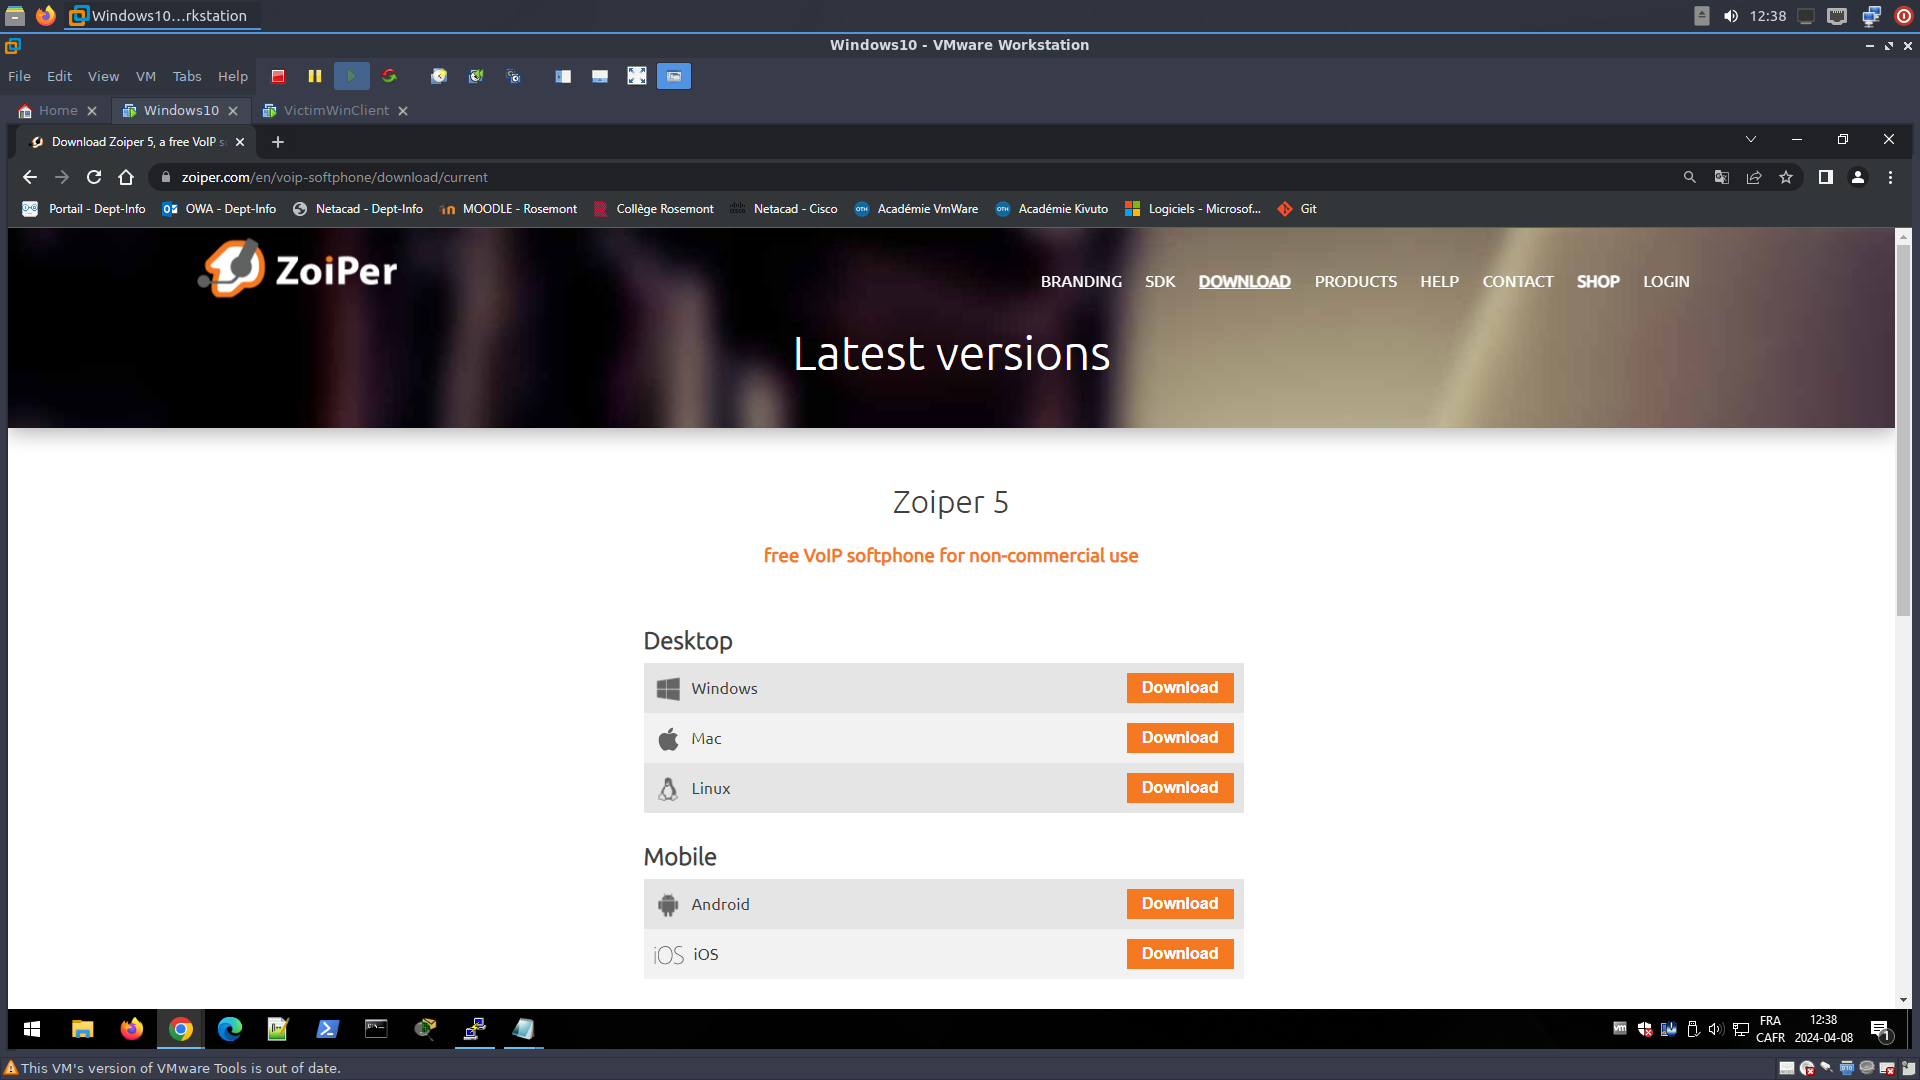 Windows10...rkstation
12:38
Windows10 - VMware Workstation
File Edit View VM Tabs Help
Home Windows10 VictimWinClient
Download Zoiper 5, a free VoIP s
zoiper.com/en/voip-softphone/download/current
Portail - Dept-Info OWA - Dept-Info Netacad - Dept-Info MOODLE - Rosemont Collège Rosemont Netacad - Cisco Académie VmWare Académie Kivuto Logiciels - Microsof... Git
ZoiPer
BRANDING SDK DOWNLOAD PRODUCTS HELP CONTACT SHOP LOGIN
Latest versions
Zoiper 5
free VoIP softphone for non-commercial use
Desktop
Windows Download
Mac Download
Linux Download
Mobile
Android Download
iOS iOS Download
FRA 12:38
CAFR 2024-04-08 1
This VM's version of VMware Tools is out of date.